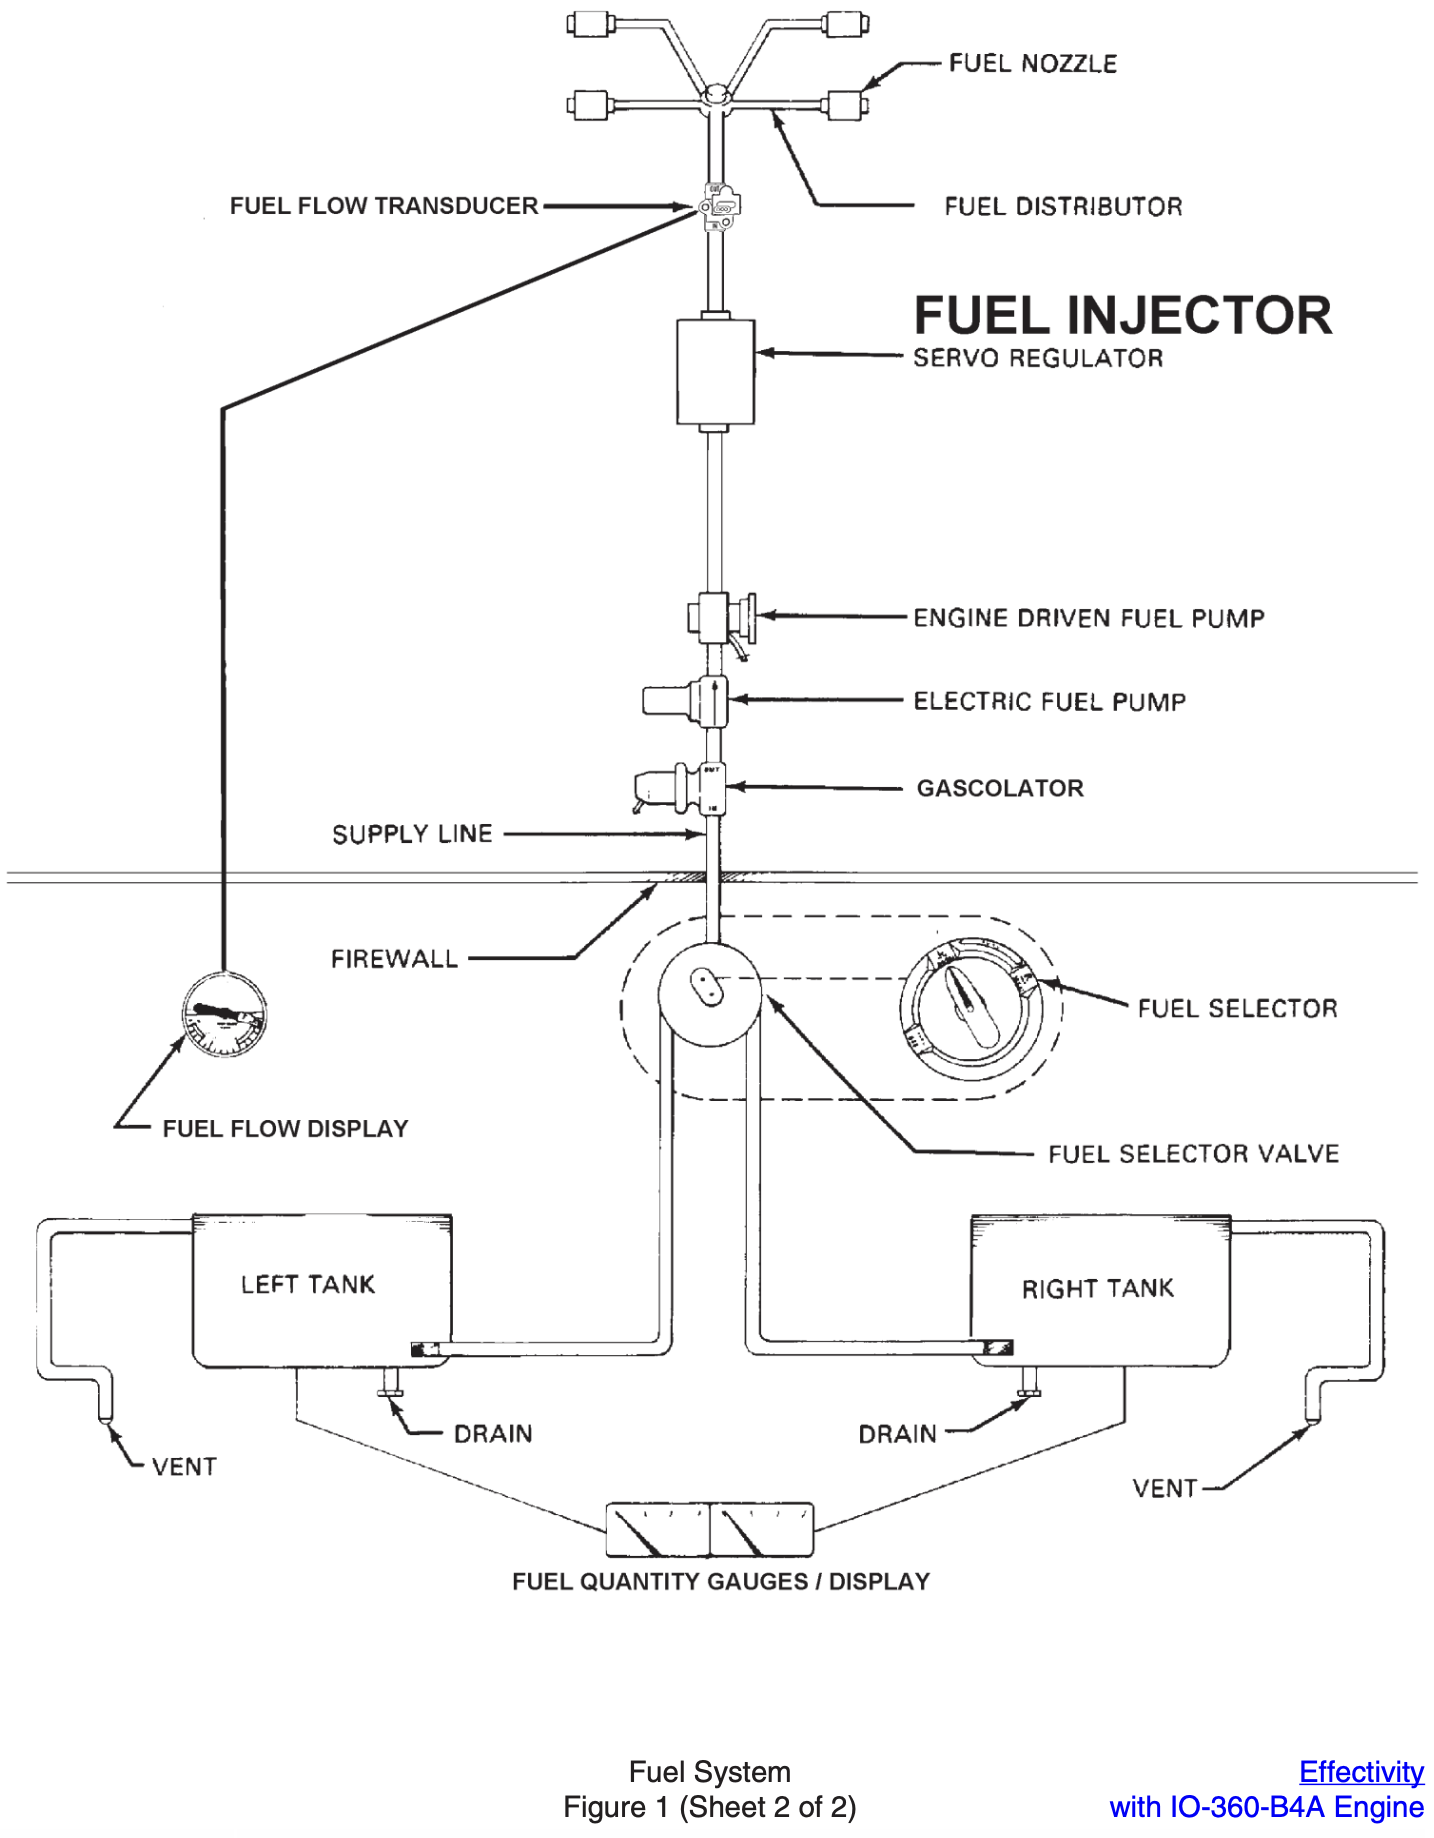 FUEL NOZZLE
FUEL FLOW TRANSDUCER
FUEL DISTRIBUTOR
FUEL INJECTOR
SERVO REGULATOR
ENGINE DRIVEN FUEL PUMP
ELECTRIC FUEL PUMP
OUT
GASCOLATOR
IN
SUPPLY LINE
FIREWALL
FUEL SELECTOR
FUEL FLOW DISPLAY
FUEL SELECTOR VALVE
LEFT TANK
RIGHT TANK
DRAIN
DRAIN
VENT
VENT
FUEL QUANTITY GAUGES / DISPLAY
Fuel System
Effectivity
Figure 1 (Sheet 2 of 2)
with IO-360-B4A Engine